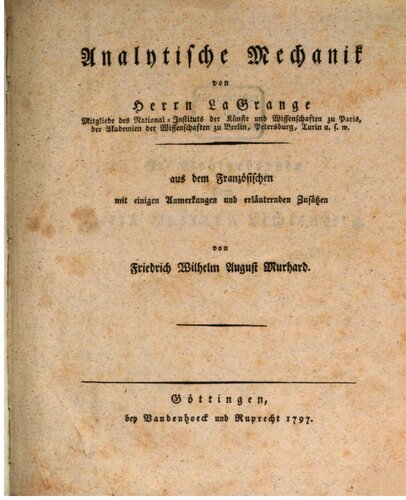 Analytische Mechanik
von
Herrn La Grange
Mitgliede des National-Instituts der Künste und Wissenschaften zu Paris,
der Akademien der Wissenschaften zu Berlin, Petersburg, Turin u. s. w.
aus dem Französischen
mit einigen Anmerkungen und erläuternden Zusätzen
von
Friedrich Wilhelm August Murhard.
Göttingen,
bey Vandenhoeck und Ruprecht 1797.